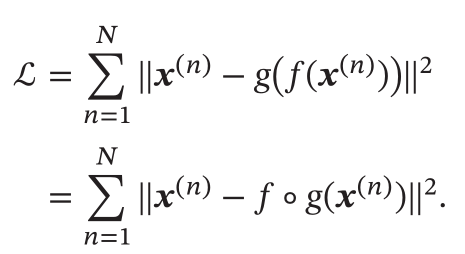 ℒ = ∑_{n=1}^{N} ||𝒙^{(n)} − g(f(𝒙^{(n)}))||²
= ∑_{n=1}^{N} ||𝒙^{(n)} − f ∘ g(𝒙^{(n)})||².